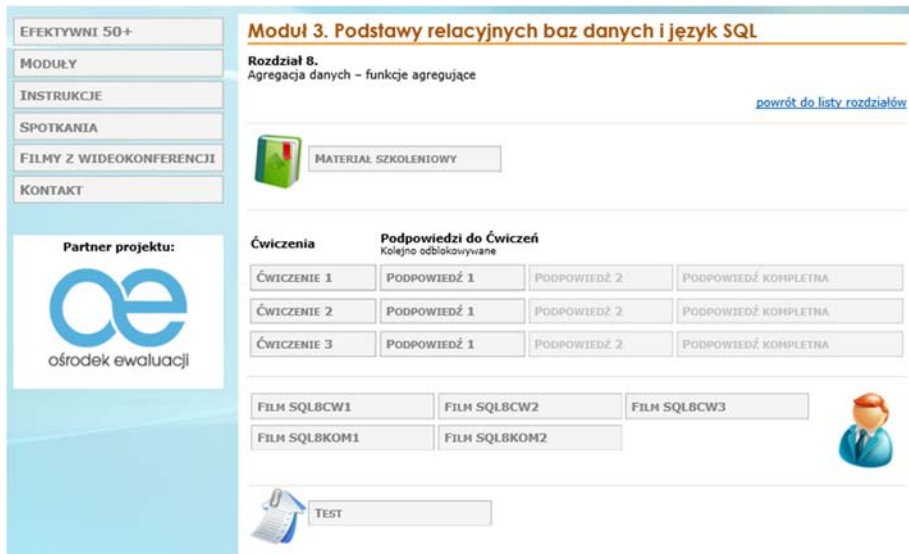 EFEKTYWNI 50+
MODUŁY
INSTRUKCJE
SPOTKANIA
FILMY Z WIDEOKONFERENCJI
KONTAKT
Partner projektu:
oe
ośrodek ewaluacji
Moduł 3. Podstawy relacyjnych baz danych i język SQL
Rozdział 8.
Agregacja danych – funkcje agregujące
powrót do listy rozdziałów
MATERIAŁ SZKOLENIOWY
Ćwiczenia Podpowiedzi do Ćwiczeń
Kolejno odblokowywane
ĆWICZENIE 1 PODPOWIEDŹ 1 PODPOWIEDŹ 2 PODPOWIEDŹ KOMPLETNA
ĆWICZENIE 2 PODPOWIEDŹ 1 PODPOWIEDŹ 2 PODPOWIEDŹ KOMPLETNA
ĆWICZENIE 3 PODPOWIEDŹ 1 PODPOWIEDŹ 2 PODPOWIEDŹ KOMPLETNA
FILM SQL8CW1 FILM SQL8CW2 FILM SQL8CW3
FILM SQL8KOM1 FILM SQL8KOM2
TEST